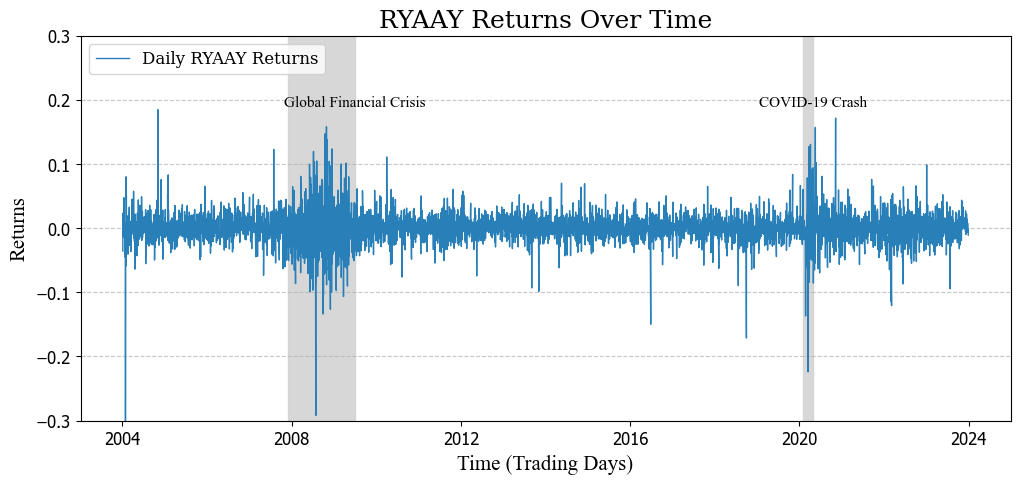 RYAAY Returns Over Time
0.3
Daily RYAAY Returns
0.2
Global Financial Crisis
COVID-19 Crash
0.1
0.0
−0.1
−0.2
−0.3
Returns
2004 2008 2012 2016 2020 2024
Time (Trading Days)